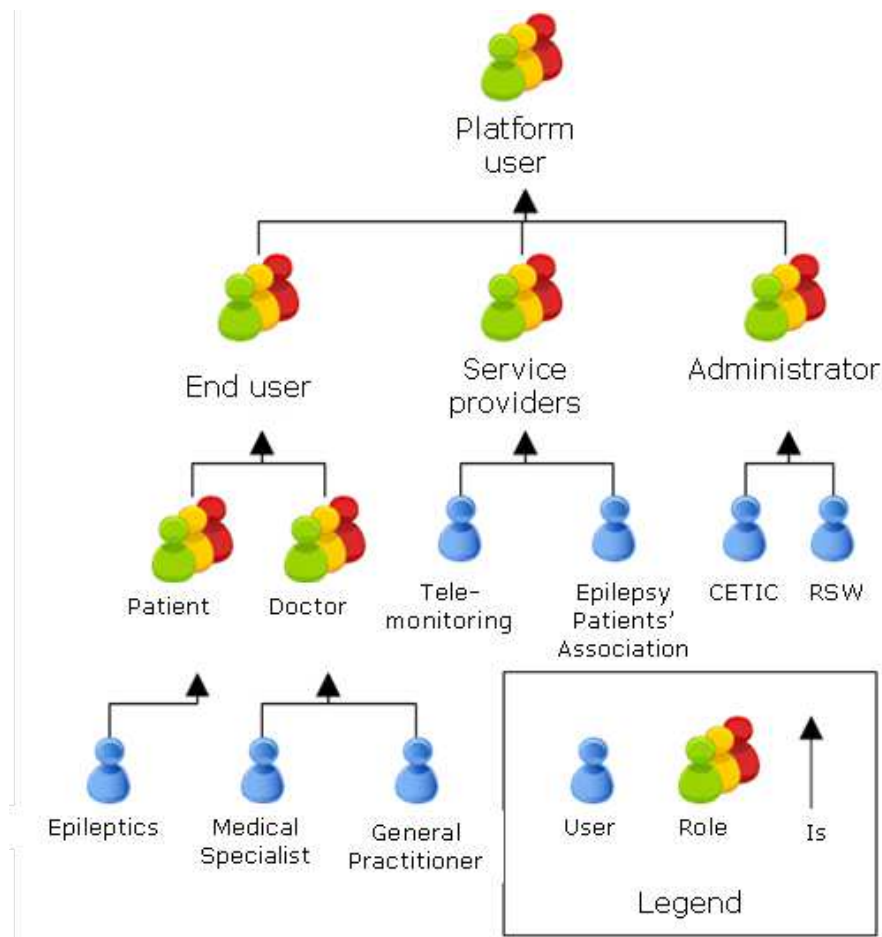 Platform
user
End user
Service
providers
Administrator
Patient
Doctor
Tele-
monitoring
Epilepsy
Patients’
Association
CETIC
RSW
Epileptics
Medical
Specialist
General
Practitioner
User
Role
Is
Legend